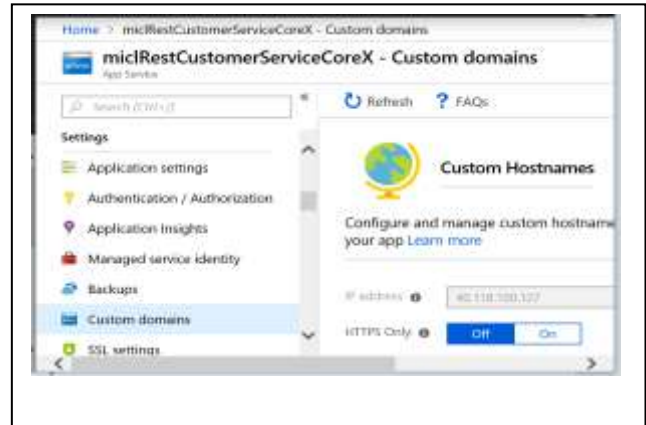 Home > miclRestCustomerServiceCoreX - Custom domains
miclRestCustomerServiceCoreX - Custom domains
App Service
Search (Ctrl+/)
Refresh ? FAQs
Settings
Application settings
Authentication / Authorization
Application Insights
Managed service identity
Backups
Custom domains
SSL settings
Custom Hostnames
Configure and manage custom hostname
your app Learn more
IP address
HTTPS Only Off On